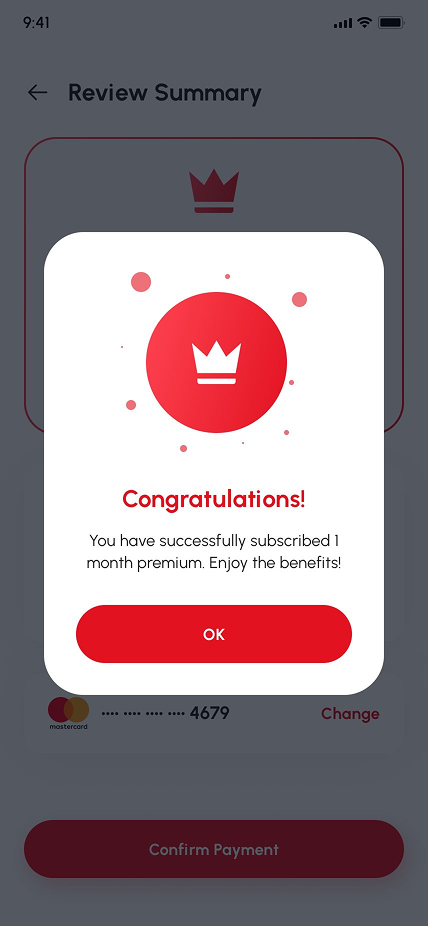 9:41
Review Summary
Congratulations!
You have successfully subscribed 1
month premium. Enjoy the benefits!
OK
mastercard
•••• •••• •••• •••• 4679
Change
Confirm Payment